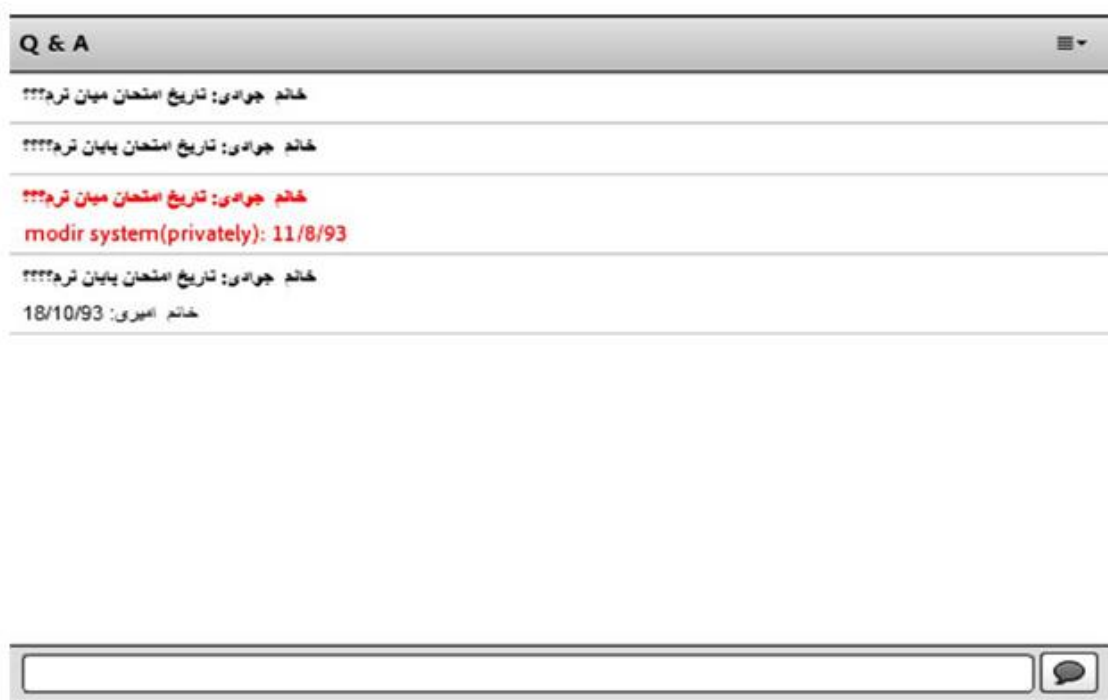 Q & A
خانم جوادی: تاریخ امتحان میان ترم؟؟؟
خانم جوادی: تاریخ امتحان پایان ترم؟؟؟؟
خانم جوادی: تاریخ امتحان میان ترم؟؟؟
modir system(privately): 11/8/93
خانم جوادی: تاریخ امتحان پایان ترم؟؟؟؟
خانم امیری: 18/10/93